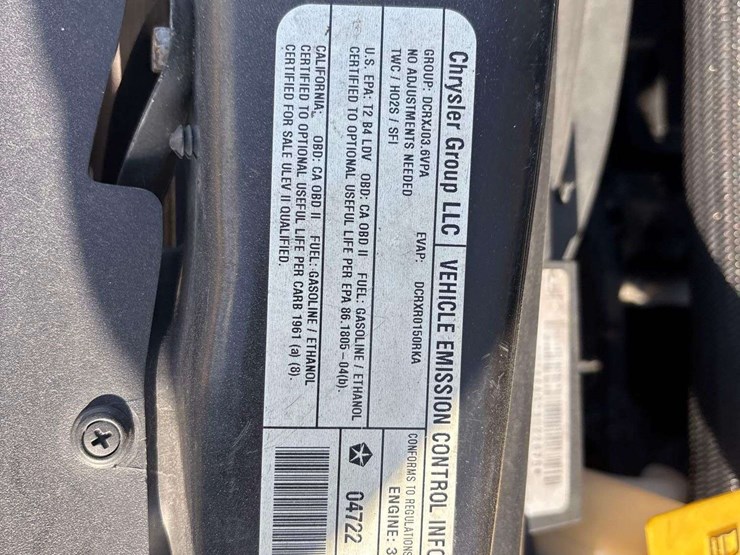 Chrysler Group LLC VEHICLE EMISSION CONTROL INFO
GROUP: DCRXJ03.6VPA EVAP: DCRXR0150RKA CONFORMS TO REGULATIONS
NO ADJUSTMENTS NEEDED ENGINE: 3
TWC / HO2S / SFI
U.S. EPA: T2 B4 LDV OBD: CA OBD II FUEL: GASOLINE / ETHANOL
CERTIFIED TO OPTIONAL USEFUL LIFE PER EPA 86.1805-04(b).
CALIFORNIA: OBD: CA OBD II FUEL: GASOLINE / ETHANOL
CERTIFIED TO OPTIONAL USEFUL LIFE PER CARB 1961 (a) (8).
CERTIFIED FOR SALE ULEV II QUALIFIED.
04722